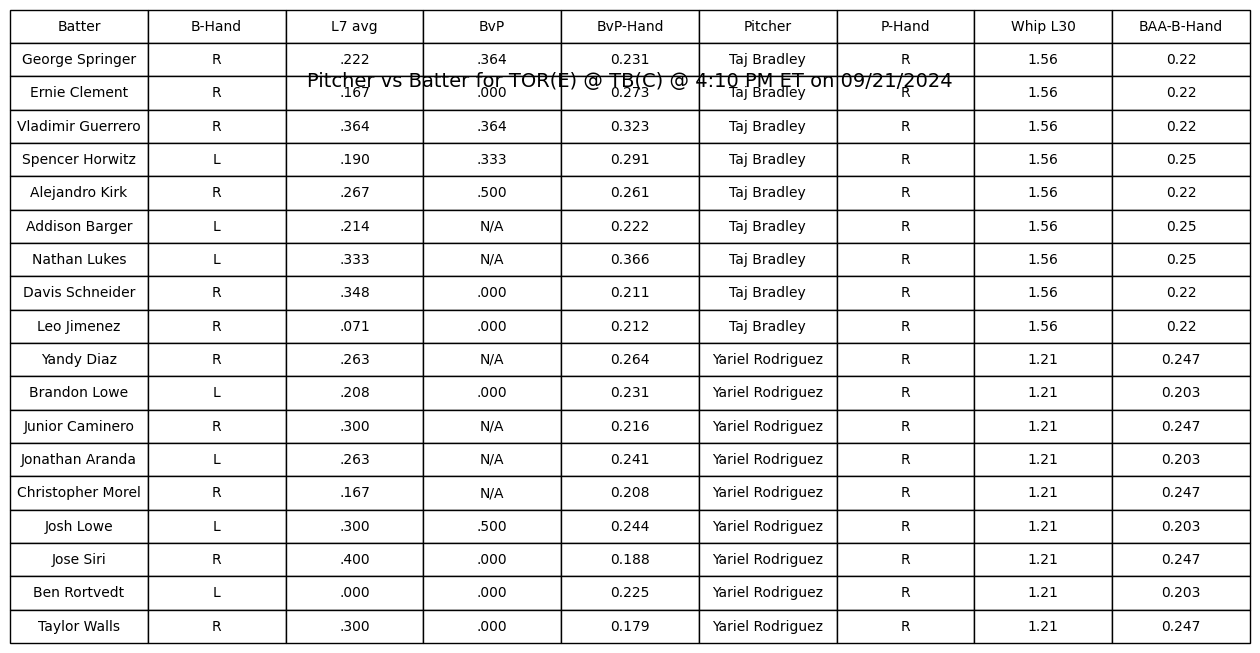 Batter B-Hand L7 avg BvP BvP-Hand Pitcher P-Hand Whip L30 BAA-B-Hand
George Springer R .222 .364 0.231 Taj Bradley R 1.56 0.22
Pitcher vs Batter for TOR(E) @ TB(C) @ 4:10 PM ET on 09/21/2024
Ernie Clement R .167 .000 0.273 Taj Bradley R 1.56 0.22
Vladimir Guerrero R .364 .364 0.323 Taj Bradley R 1.56 0.22
Spencer Horwitz L .190 .333 0.291 Taj Bradley R 1.56 0.25
Alejandro Kirk R .267 .500 0.261 Taj Bradley R 1.56 0.22
Addison Barger L .214 N/A 0.222 Taj Bradley R 1.56 0.25
Nathan Lukes L .333 N/A 0.366 Taj Bradley R 1.56 0.25
Davis Schneider R .348 .000 0.211 Taj Bradley R 1.56 0.22
Leo Jimenez R .071 .000 0.212 Taj Bradley R 1.56 0.22
Yandy Diaz R .263 N/A 0.264 Yariel Rodriguez R 1.21 0.247
Brandon Lowe L .208 .000 0.231 Yariel Rodriguez R 1.21 0.203
Junior Caminero R .300 N/A 0.216 Yariel Rodriguez R 1.21 0.247
Jonathan Aranda L .263 N/A 0.241 Yariel Rodriguez R 1.21 0.203
Christopher Morel R .167 N/A 0.208 Yariel Rodriguez R 1.21 0.247
Josh Lowe L .300 .500 0.244 Yariel Rodriguez R 1.21 0.203
Jose Siri R .400 .000 0.188 Yariel Rodriguez R 1.21 0.247
Ben Rortvedt L .000 .000 0.225 Yariel Rodriguez R 1.21 0.203
Taylor Walls R .300 .000 0.179 Yariel Rodriguez R 1.21 0.247